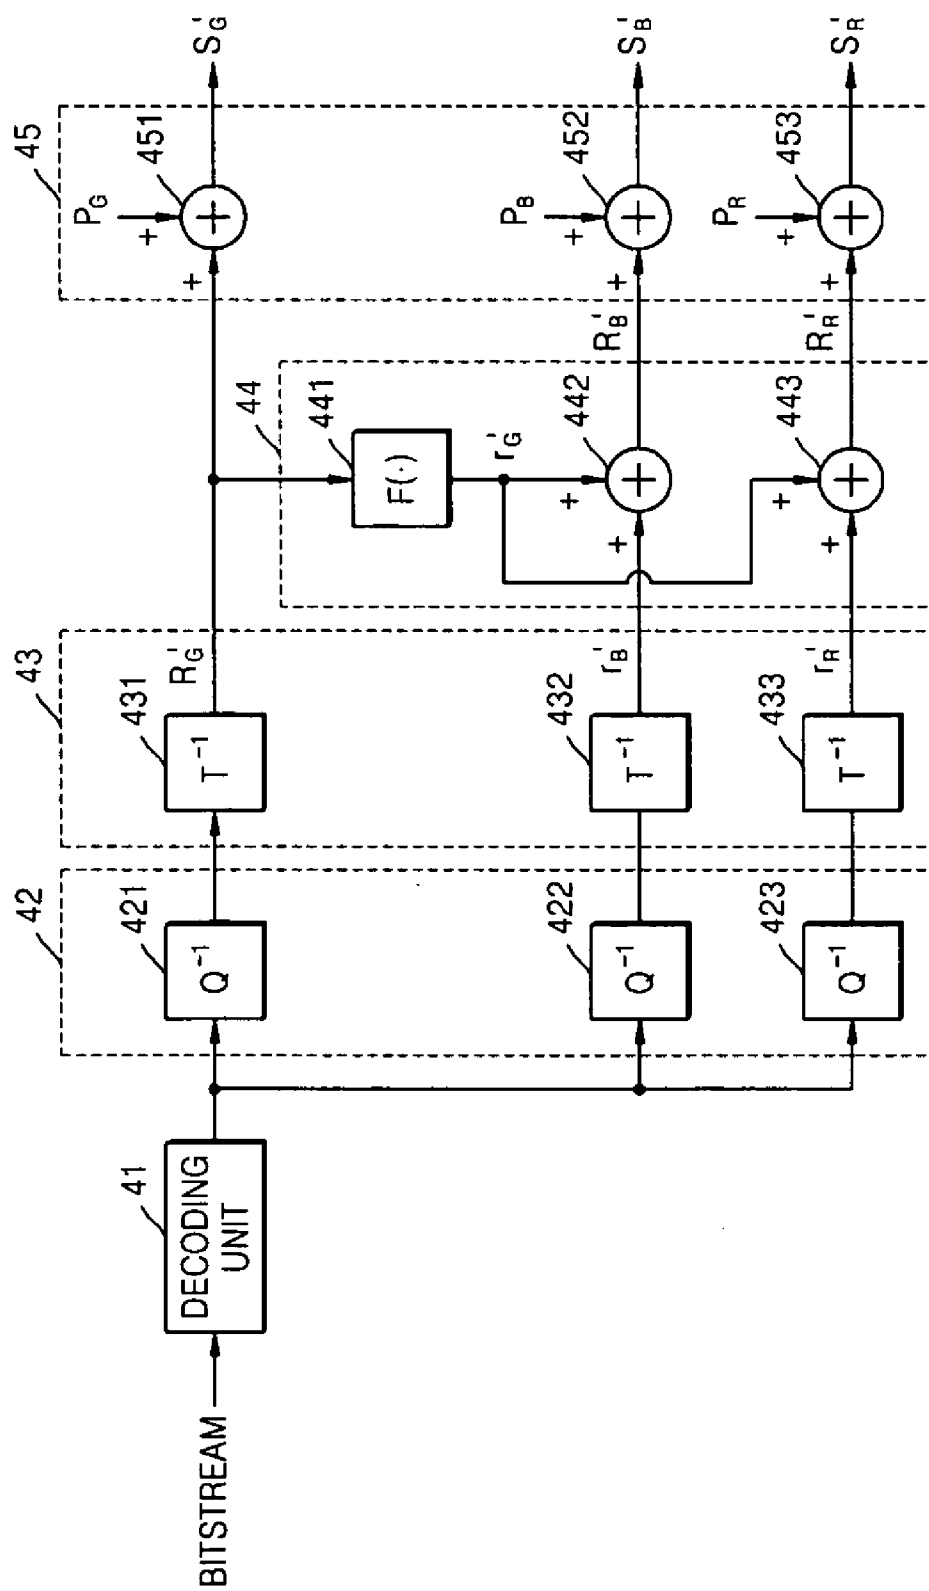 BITSTREAM
41
DECODING
UNIT
42
421
Q⁻¹
422
Q⁻¹
423
Q⁻¹
43
431
T⁻¹
R_G'
432
T⁻¹
r_B'
433
T⁻¹
r_R'
44
441
F(·)
r_G'
442
+
+
+
R_B'
443
+
+
+
R_R'
45
P_G
451
+
+
+
S_G'
P_B
452
+
+
+
S_B'
P_R
453
+
+
+
S_R'